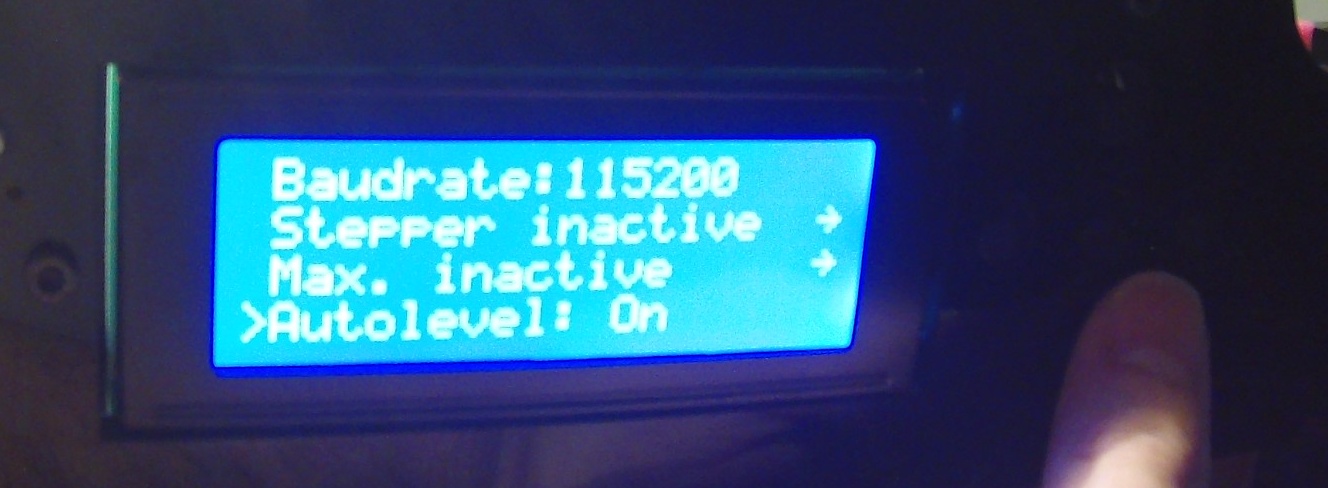 Baudrate:115200
Stepper inactive →
Max. inactive →
>Autolevel: On